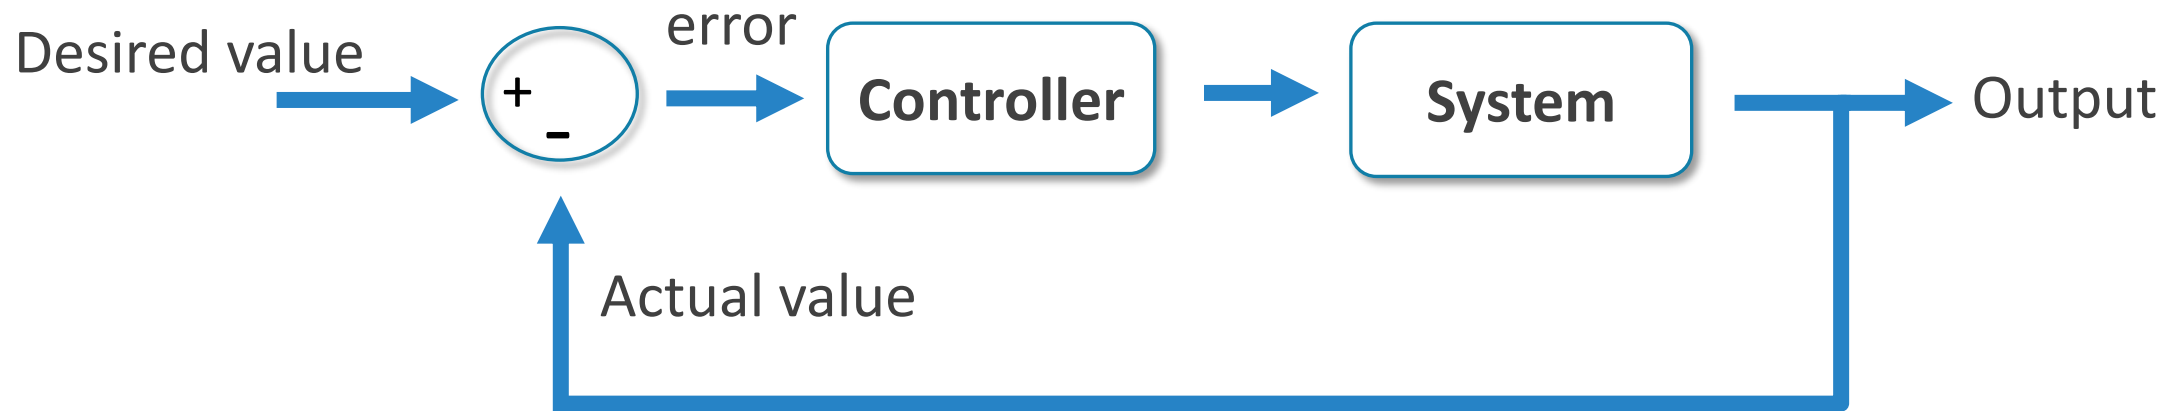 Desired value
+
-
error
Controller
System
Output
Actual value